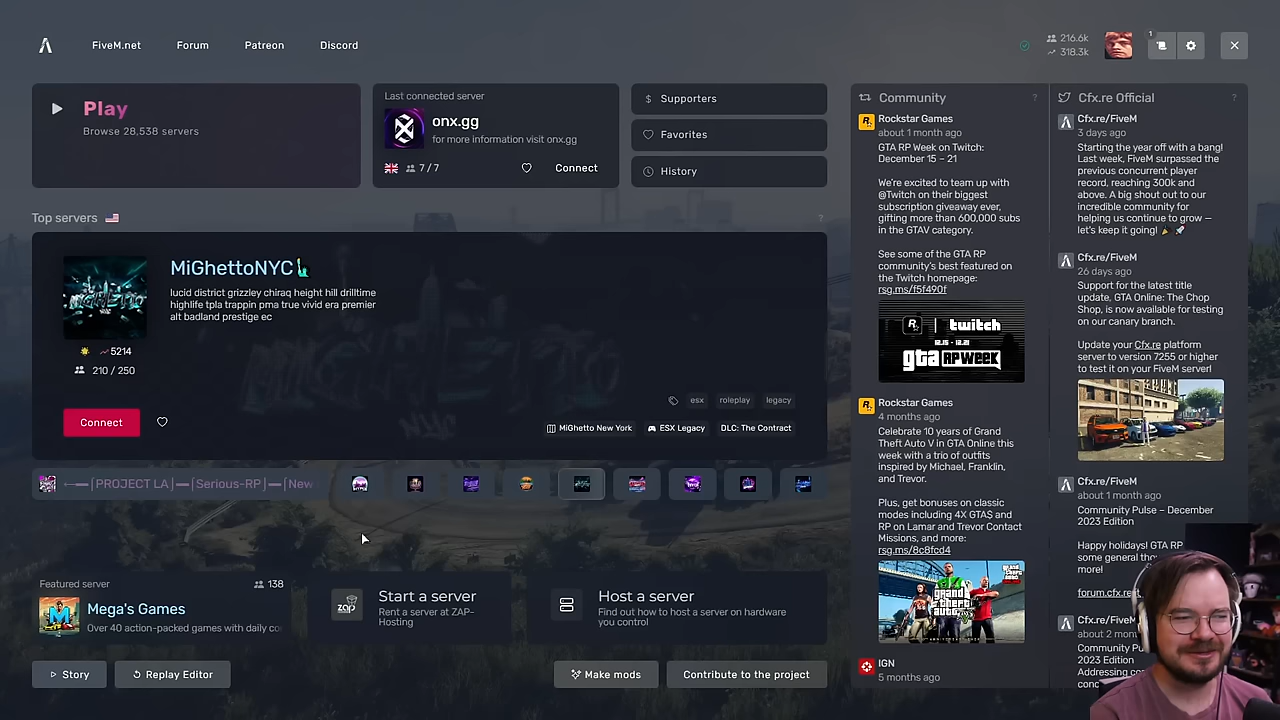 FiveM.net
Forum
Patreon
Discord
216.6k
318.3k
1
Play
Browse 28,538 servers
Last connected server
onx.gg
for more information visit onx.gg
7 / 7
Connect
$ Supporters
Favorites
History
Top servers
?
MiGhettoNYC
lucid district grizzley chiraq height hill drilltime
highlife tpla trappin pma true vivid era premier
alt badland prestige ec
5214
210 / 250
Connect
esx
roleplay
legacy
MiGhetto New York
ESX Legacy
DLC: The Contract
[PROJECT LA]—[Serious-RP]—[New
Featured server
138
Mega's Games
Over 40 action-packed games with daily co
ZAP
Start a server
Rent a server at ZAP-
Hosting
Host a server
Find out how to host a server on hardware
you control
Story
Replay Editor
Make mods
Contribute to the project
Community
?
Rockstar Games
about 1 month ago
GTA RP Week on Twitch:
December 15 – 21
We're excited to team up with
@Twitch on their biggest
subscription giveaway ever,
gifting more than 600,000 subs
in the GTAV category.
See some of the GTA RP
community's best featured on
the Twitch homepage:
rsg.ms/f5f490f
R twitch
12.15 - 12.21
gta RP WEEK
Rockstar Games
4 months ago
Celebrate 10 years of Grand
Theft Auto V in GTA Online this
week with a trio of outfits
inspired by Michael, Franklin,
and Trevor.
Plus, get bonuses on classic
modes including 4X GTA$ and
RP on Lamar and Trevor Contact
Missions, and more:
rsg.ms/8c8fcd4
grand
theft
auto
IGN
5 months ago
Cfx.re Official
?
Cfx.re/FiveM
3 days ago
Starting the year off with a bang!
Last week, FiveM surpassed the
previous concurrent player
record, reaching 300k and
above. A big shout out to our
incredible community for
helping us continue to grow —
let's keep it going!
Cfx.re/FiveM
26 days ago
Support for the latest title
update, GTA Online: The Chop
Shop, is now available for testing
on our canary branch.
Update your Cfx.re platform
server to version 7255 or higher
to test it on your FiveM server!
Cfx.re/FiveM
about 1 month ago
Community Pulse – December
2023 Edition
Happy holidays! GTA RP
some general
more!
forum.cfx.re
Cfx.re/FiveM
about 2
Community
2023 Edition
Addressing